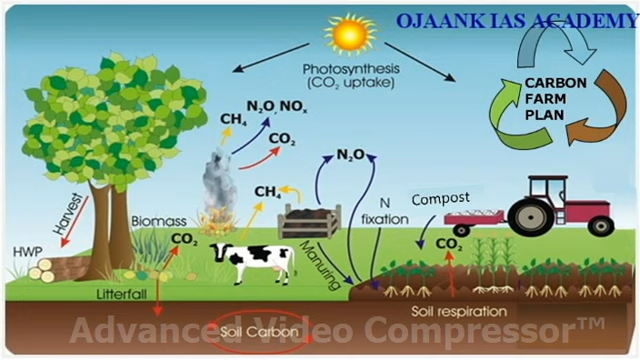 OJAANK IAS ACADEMY
Photosynthesis
(CO₂ uptake)
CARBON
FARM
PLAN
N₂O, NOₓ
CH₄
CO₂
N₂O
CH₄
N
fixation
Compost
Harvest
Biomass
CO₂
HWP
Manuring
CO₂
Litterfall
Soil respiration
Soil Carbon
Advanced Video Compressor™